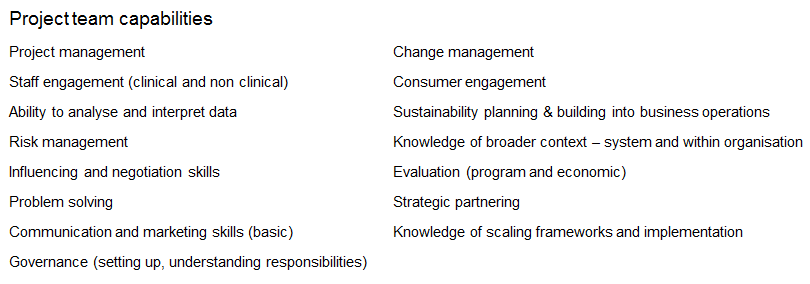 Project team capabilities
Project management
Change management
Staff engagement (clinical and non clinical)
Consumer engagement
Ability to analyse and interpret data
Sustainability planning & building into business operations
Risk management
Knowledge of broader context – system and within organisation
Influencing and negotiation skills
Evaluation (program and economic)
Problem solving
Strategic partnering
Communication and marketing skills (basic)
Knowledge of scaling frameworks and implementation
Governance (setting up, understanding responsibilities)